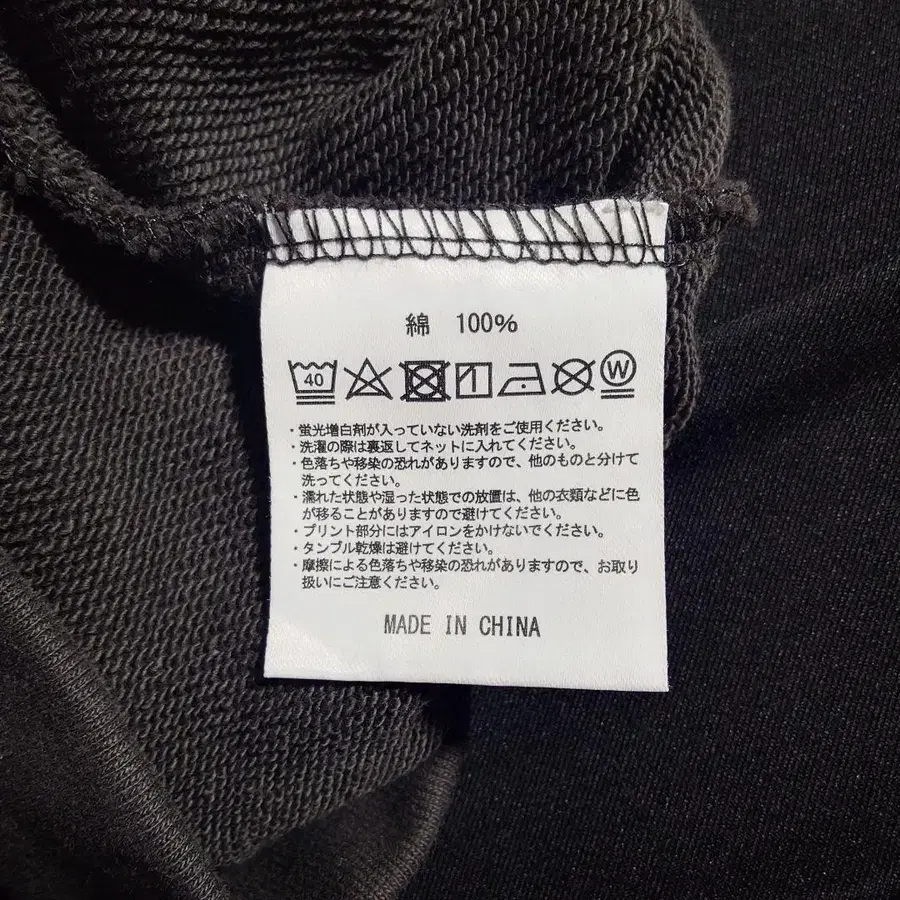 綿 100%
40 W
・蛍光増白剤が入っていない洗剤をご使用ください。
・洗濯の際は裏返してネットに入れてください。
・色落ちや移染の恐れがありますので、他のものと分けて
洗ってください。
・濡れた状態や湿った状態での放置は、他の衣類などに色
が移ることがありますので避けてください。
・プリント部分にはアイロンをかけないでください。
・タンブル乾燥は避けてください。
・摩擦による色落ちや移染の恐れがありますので、お取り
扱いにご注意ください。
MADE IN CHINA